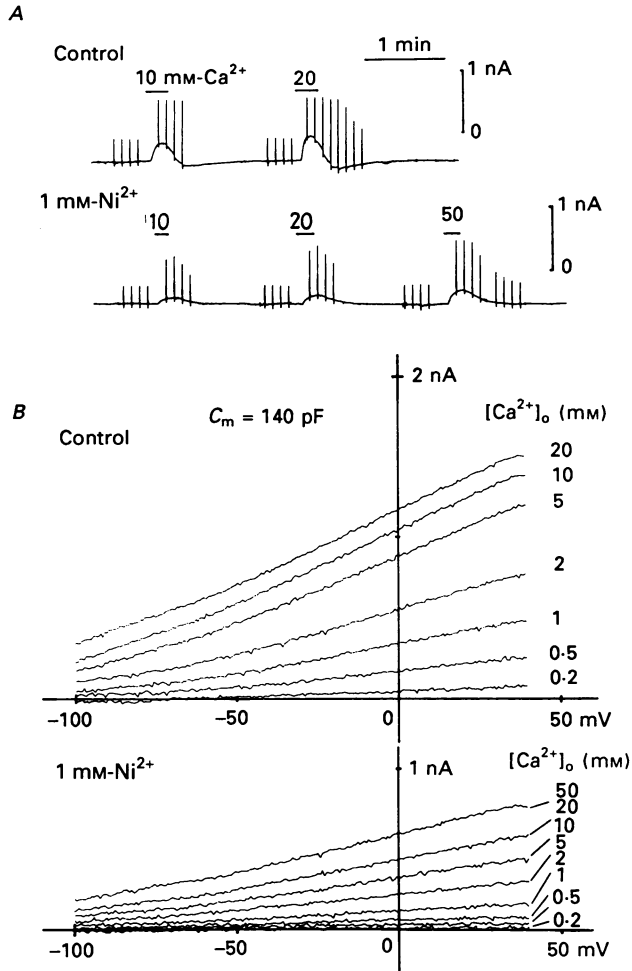 A
Control
1 min
10 mM-Ca²⁺
20
1 nA
0
1 mM-Ni²⁺
10
20
50
1 nA
0
B
Control
Cm = 140 pF
2 nA
[Ca²⁺]o (mM)
20
10
5
2
1
0·5
0·2
−100
−50
0
50 mV
1 mM-Ni²⁺
1 nA
[Ca²⁺]o (mM)
50
20
10
5
2
1
0·5
0·2
−100
−50
0
50 mV